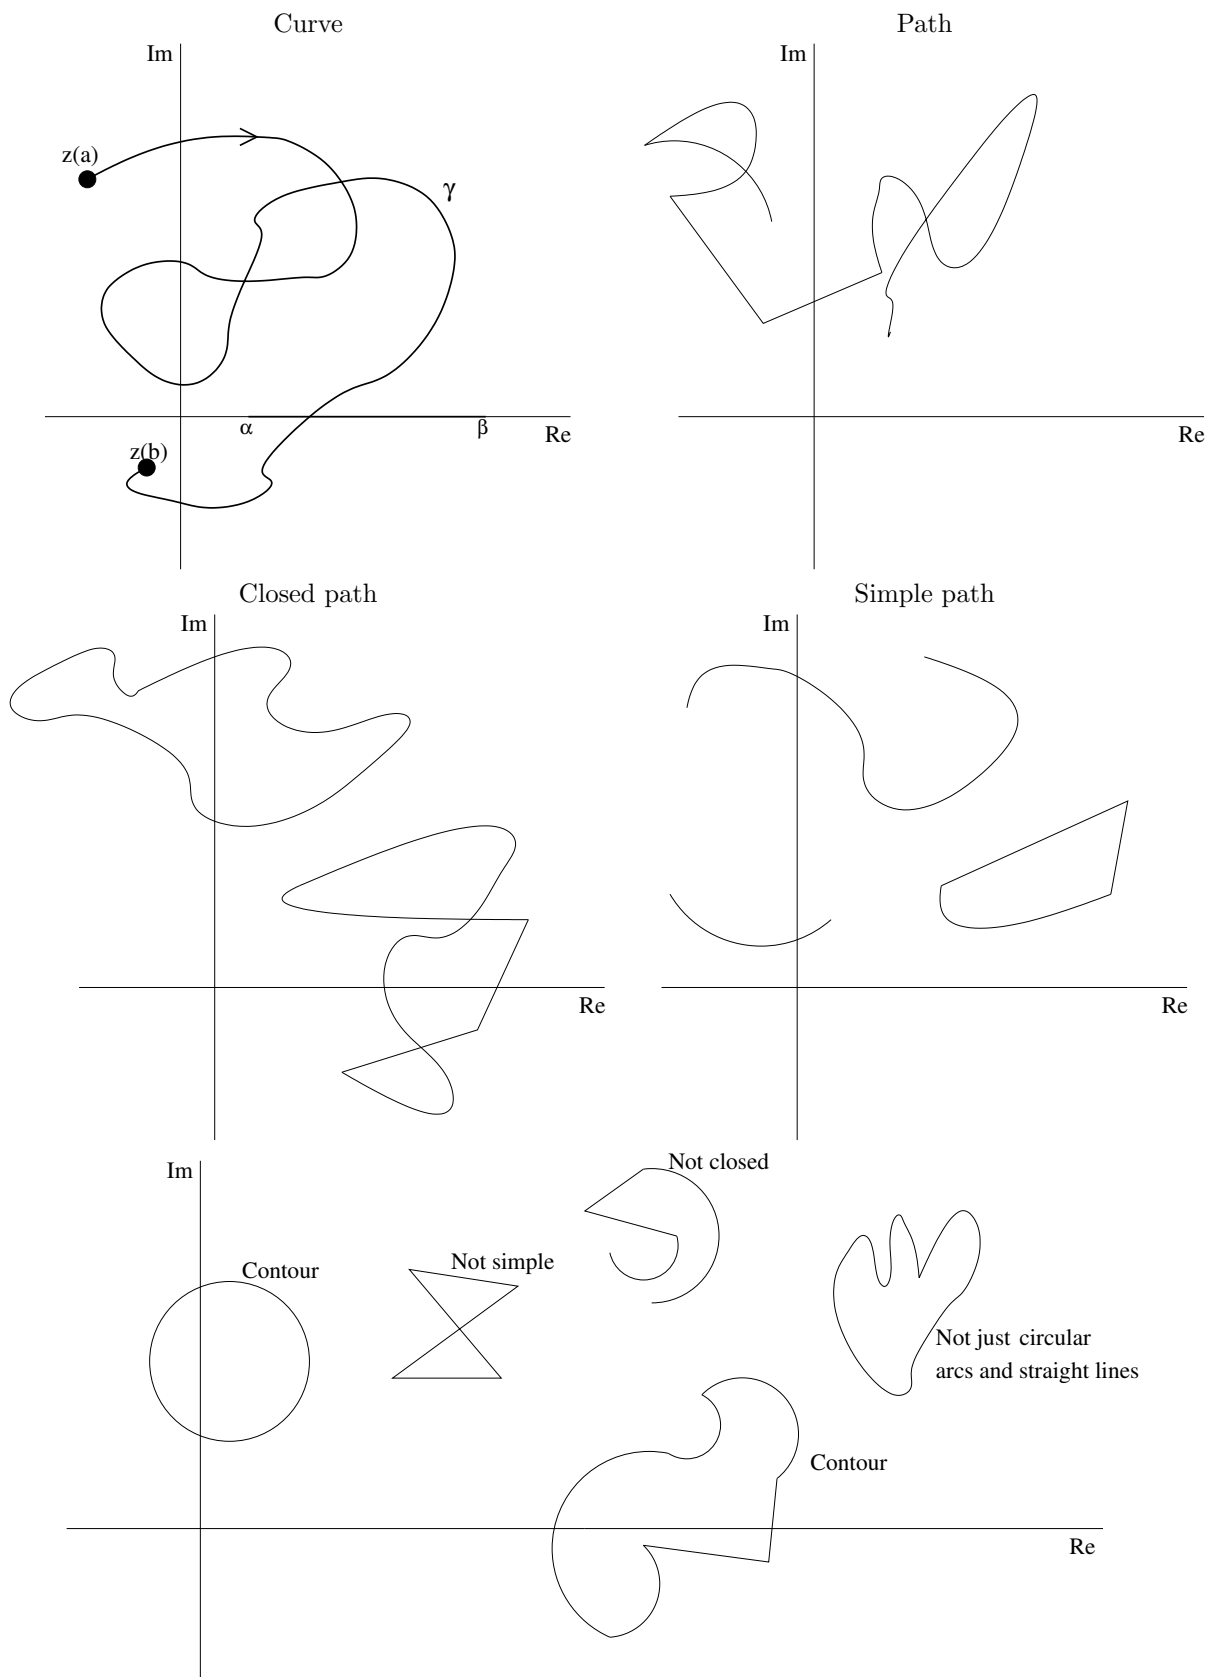 Curve
Im
z(a)
γ
α
β
Re
z(b)
Path
Im
Re
Closed path
Im
Re
Simple path
Im
Re
Im
Not closed
Not simple
Contour
Not just circular
arcs and straight lines
Contour
Re